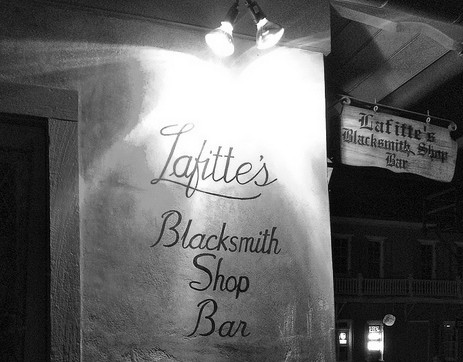 Lafitte's
Blacksmith
Shop
Bar
Lafitte's
Blacksmith Shop
Bar